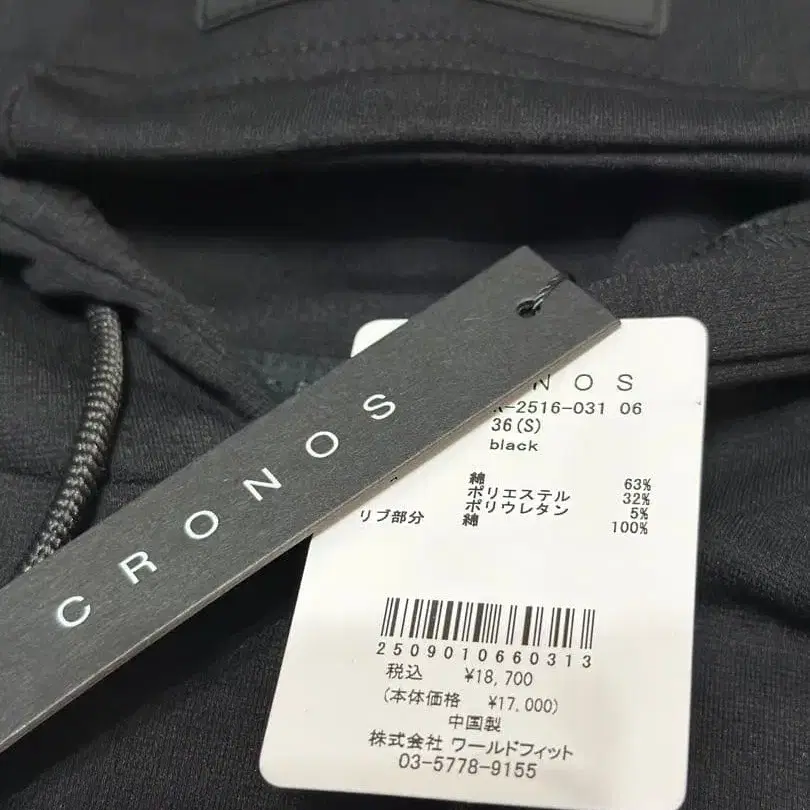 CRONOS
NOS
-2516-031 06
36(S)
black
綿 63%
ポリエステル 32%
ポリウレタン 5%
リブ部分 綿 100%
2509010660313
税込 ¥18,700
(本体価格 ¥17,000)
中国製
株式会社 ワールドフィット
03-5778-9155